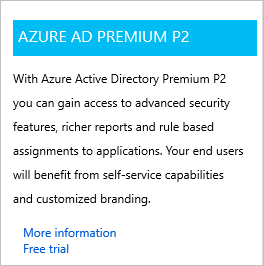 AZURE AD PREMIUM P2
With Azure Active Directory Premium P2
you can gain access to advanced security
features, richer reports and rule based
assignments to applications. Your end users
will benefit from self-service capabilities
and customized branding.
More information
Free trial